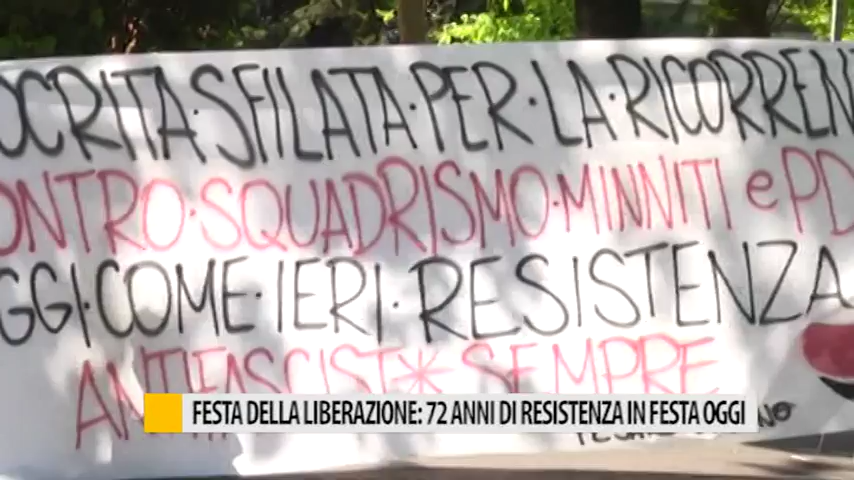 OCRITA·SFILATA·PER·LA·RICORREN
ONTRO·SQUADRISMO·MINNITI e PD
GGI·COME·IERI·RESISTENZA
ANTIFASCIST* SEMPRE
FESTA DELLA LIBERAZIONE: 72 ANNI DI RESISTENZA IN FESTA OGGI